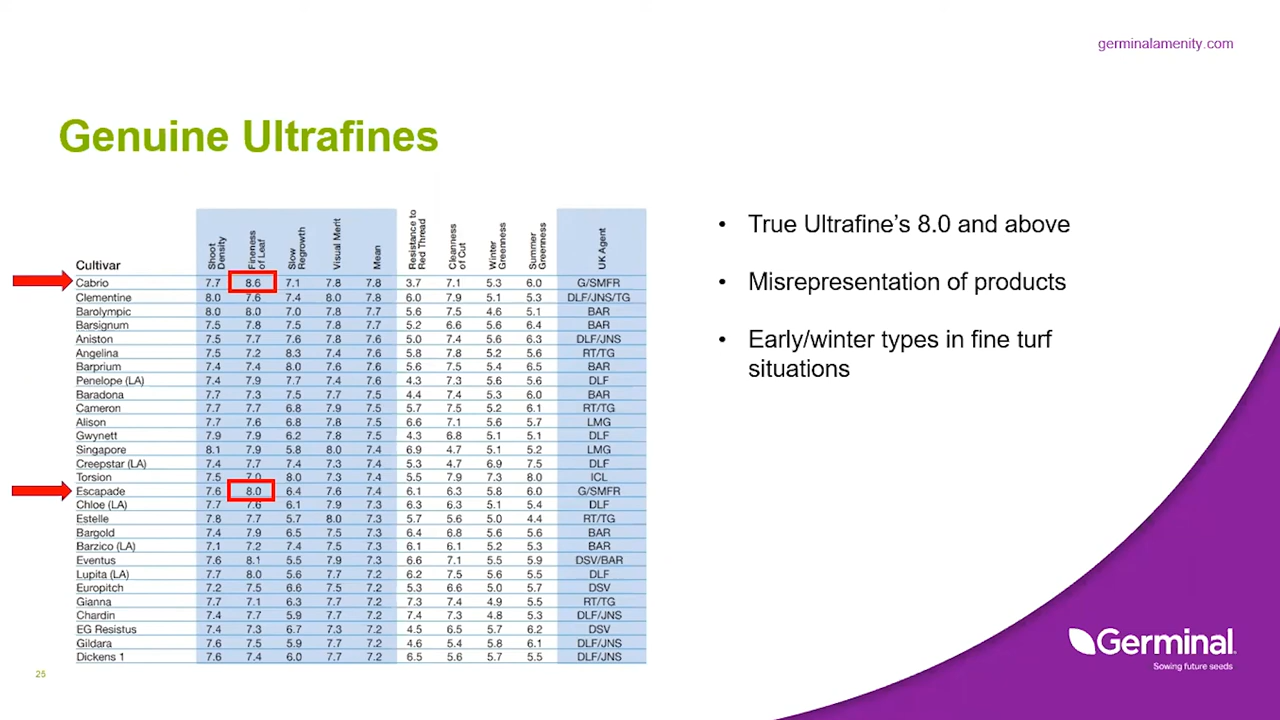 germinalamenity.com
Genuine Ultrafines
Cultivar Shoot Density Fineness of Leaf Slow Regrowth Visual Merit Mean Resistance to Red Thread Cleanness of Cut Winter Greenness Summer Greenness UK Agent
Cabrio 7.7 8.6 7.1 7.8 7.8 3.7 7.1 5.3 6.0 G/SMFR
Clementine 8.0 7.6 7.4 8.0 7.8 6.0 7.9 5.1 5.3 DLF/JNS/TG
Barolympic 8.0 8.0 7.0 7.8 7.7 5.6 7.5 4.6 5.1 BAR
Barsignum 7.5 7.8 7.5 7.8 7.7 5.2 6.6 5.6 6.4 BAR
Aniston 7.5 7.7 7.6 7.8 7.6 5.0 7.4 5.6 6.3 DLF/JNS
Angelina 7.5 7.2 8.3 7.4 7.6 5.8 7.8 5.2 5.6 RT/TG
Barprium 7.4 7.4 8.0 7.6 7.6 5.6 7.5 5.4 6.5 BAR
Penelope (LA) 7.4 7.9 7.7 7.4 7.6 4.3 7.3 5.6 5.6 DLF
Baradona 7.7 7.3 7.5 7.7 7.5 4.4 7.4 5.3 6.0 BAR
Cameron 7.7 7.7 6.8 7.9 7.5 5.7 7.5 5.2 6.1 RT/TG
Alison 7.7 7.6 6.8 7.8 7.5 6.6 7.1 5.6 5.7 LMG
Gwynett 7.9 7.9 6.2 7.8 7.5 4.3 6.8 5.1 5.1 DLF
Singapore 8.1 7.9 5.8 8.0 7.4 6.9 4.7 5.1 5.2 LMG
Creepstar (LA) 7.4 7.7 7.4 7.3 7.4 5.3 4.7 6.9 7.5 DLF
Torsion 7.5 7.0 8.0 7.3 7.4 5.5 7.9 7.3 8.0 ICL
Escapade 7.6 8.0 6.4 7.6 7.4 6.1 6.3 5.8 6.0 G/SMFR
Chloe (LA) 7.7 7.6 6.1 7.9 7.3 6.3 6.3 5.1 5.4 DLF
Estelle 7.8 7.7 5.7 8.0 7.3 5.7 5.6 5.0 4.4 RT/TG
Bargold 7.4 7.9 6.5 7.5 7.3 6.4 6.8 5.6 5.6 BAR
Barzico (LA) 7.1 7.2 7.4 7.5 7.3 6.1 6.1 5.2 5.3 BAR
Eventus 7.6 8.1 5.5 7.9 7.3 6.6 7.1 5.5 5.9 DSV/BAR
Lupita (LA) 7.7 8.0 5.6 7.7 7.2 6.2 7.5 5.6 5.5 DLF
Europitch 7.2 7.5 6.6 7.5 7.2 5.3 6.6 5.0 5.7 DSV
Gianna 7.7 7.1 6.3 7.7 7.2 7.3 7.4 4.9 5.5 RT/TG
Chardin 7.4 7.7 5.9 7.7 7.2 7.4 7.3 4.8 5.3 DLF/JNS
EG Resistus 7.4 7.3 6.7 7.3 7.2 4.5 6.5 5.7 6.2 DSV
Gildara 7.6 7.5 5.9 7.7 7.2 4.6 5.4 5.8 6.1 DLF/JNS
Dickens 1 7.6 7.4 6.0 7.7 7.2 6.5 5.6 5.7 5.5 DLF/JNS
• True Ultrafine’s 8.0 and above
• Misrepresentation of products
• Early/winter types in fine turf
situations
Germinal
Sowing future seeds
25